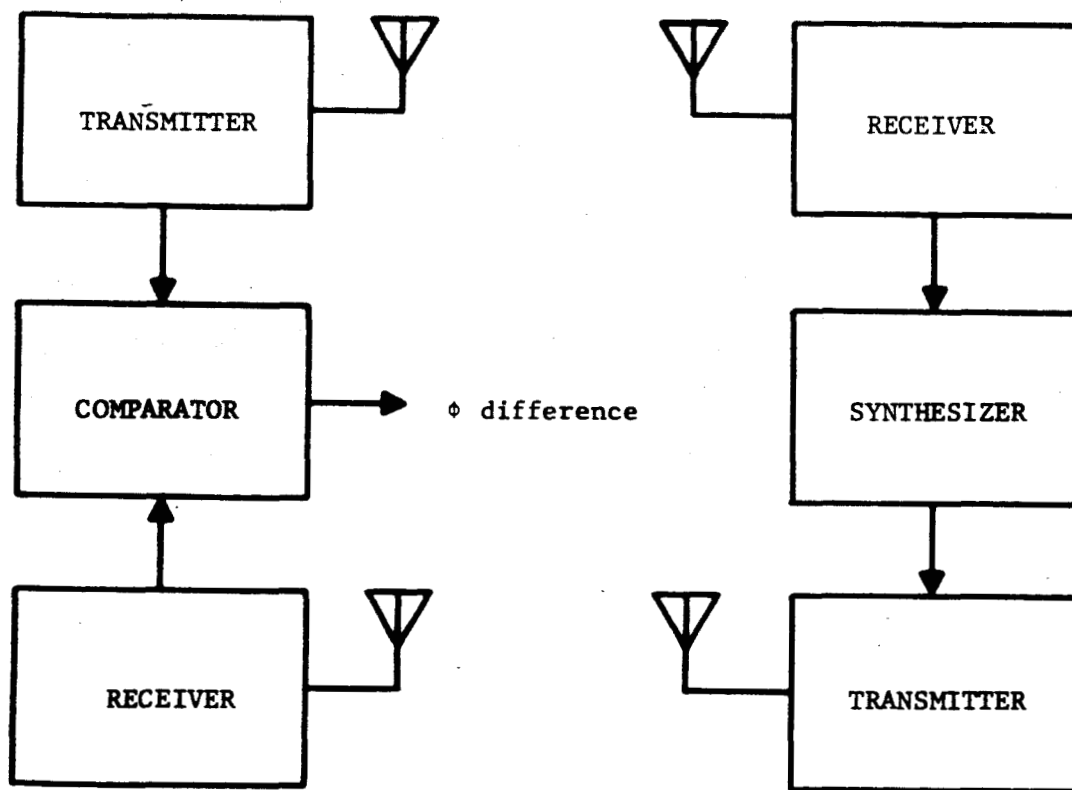 TRANSMITTER
RECEIVER
COMPARATOR
ϕ difference
SYNTHESIZER
RECEIVER
TRANSMITTER